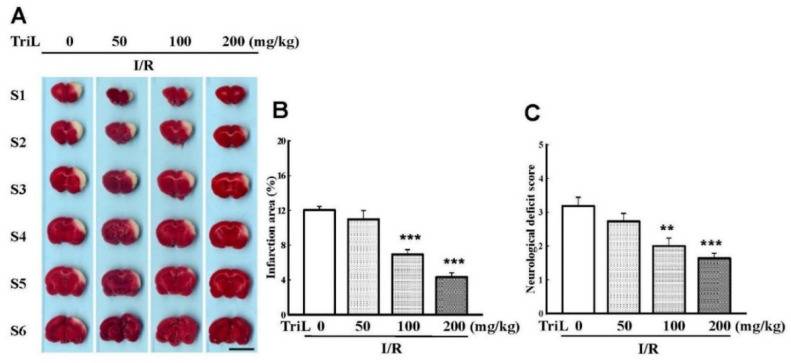 A
TriL 0 50 100 200 (mg/kg)
I/R
S1
S2
S3
S4
S5
S6
B
Infarction area (%)
20
16
12
8
4
0
***
***
TriL 0 50 100 200 (mg/kg)
I/R
C
Neurological deficit score
5
4
3
2
1
0
**
***
TriL 0 50 100 200 (mg/kg)
I/R